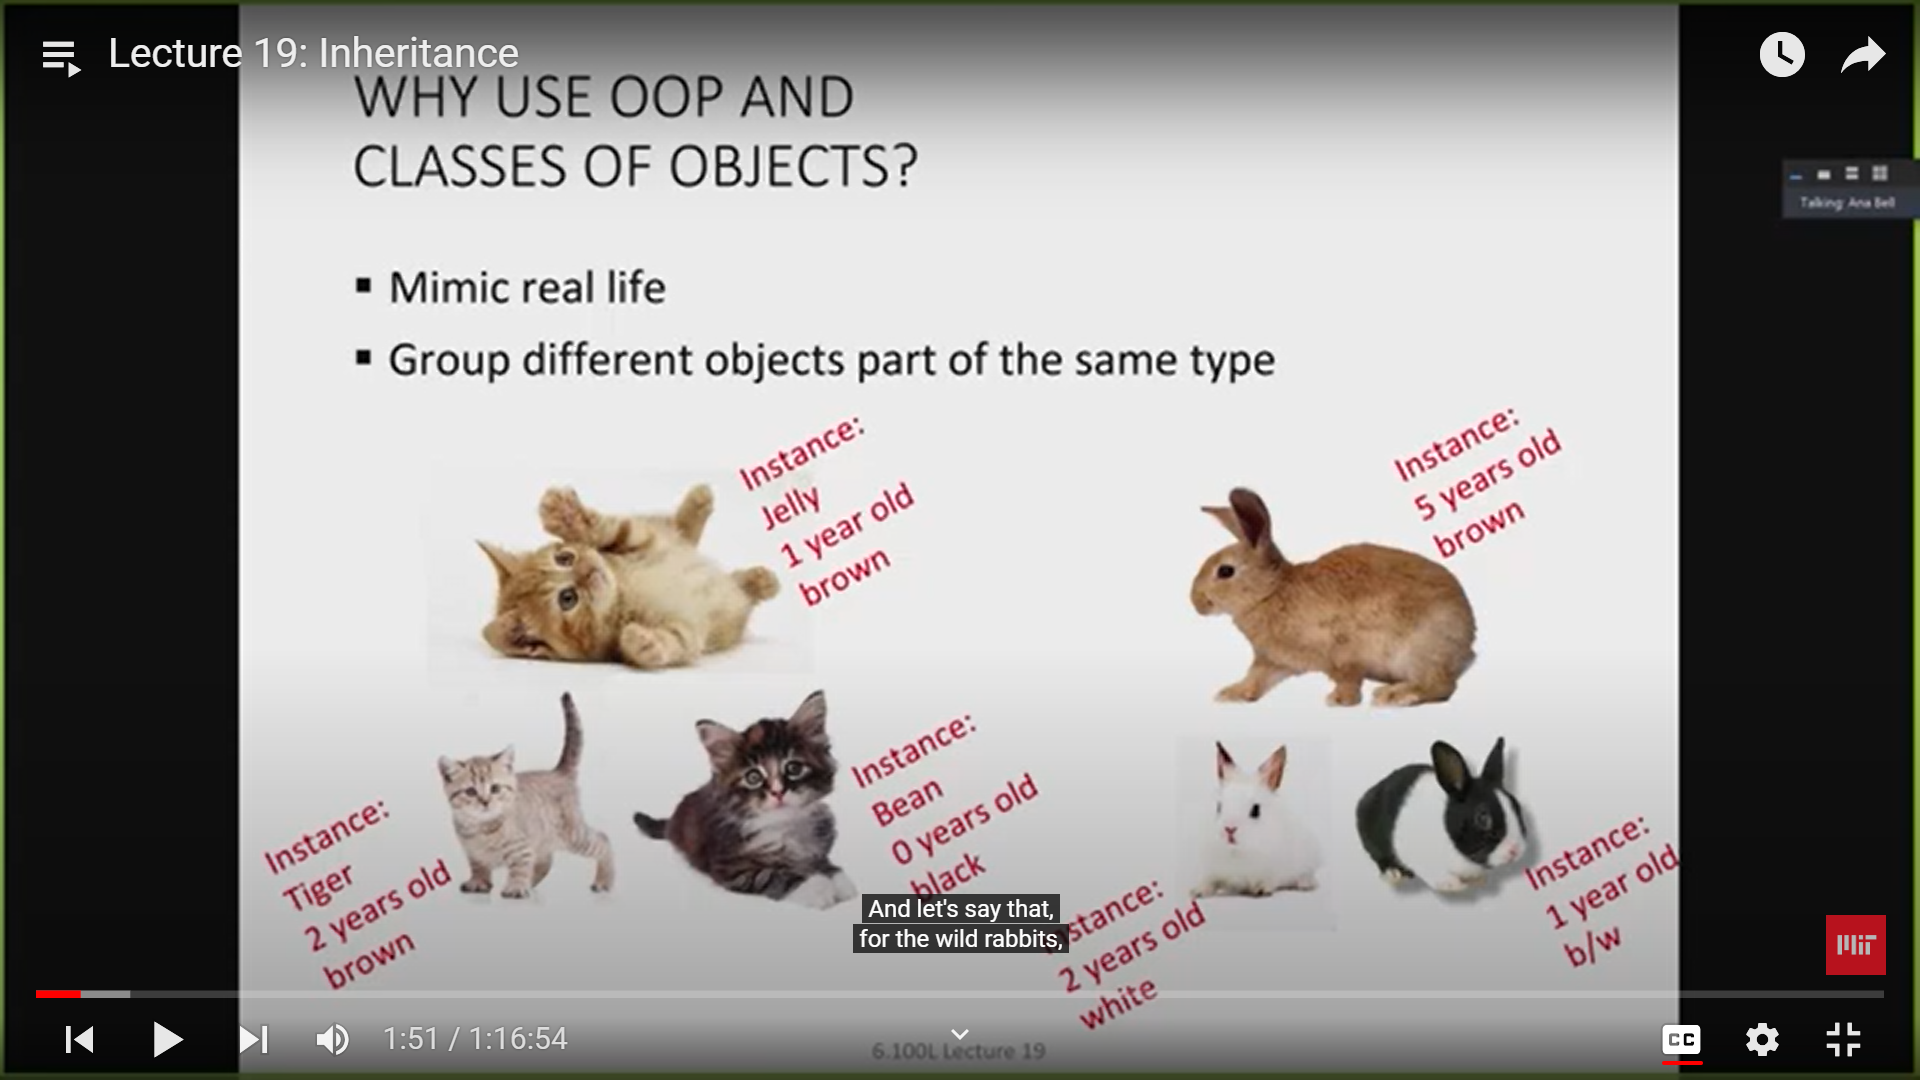 Lecture 19: Inheritance
WHY USE OOP AND
CLASSES OF OBJECTS?
Talking: Ana Bell
▪ Mimic real life
▪ Group different objects part of the same type
Instance:
Jelly
1 year old
brown
Instance:
5 years old
brown
Instance:
Tiger
2 years old
brown
Instance:
Bean
0 years old
black
Instance:
2 years old
white
Instance:
1 year old
b/w
And let's say that,
for the wild rabbits,
MIT
1:51 / 1:16:54
6.100L Lecture 19
CC